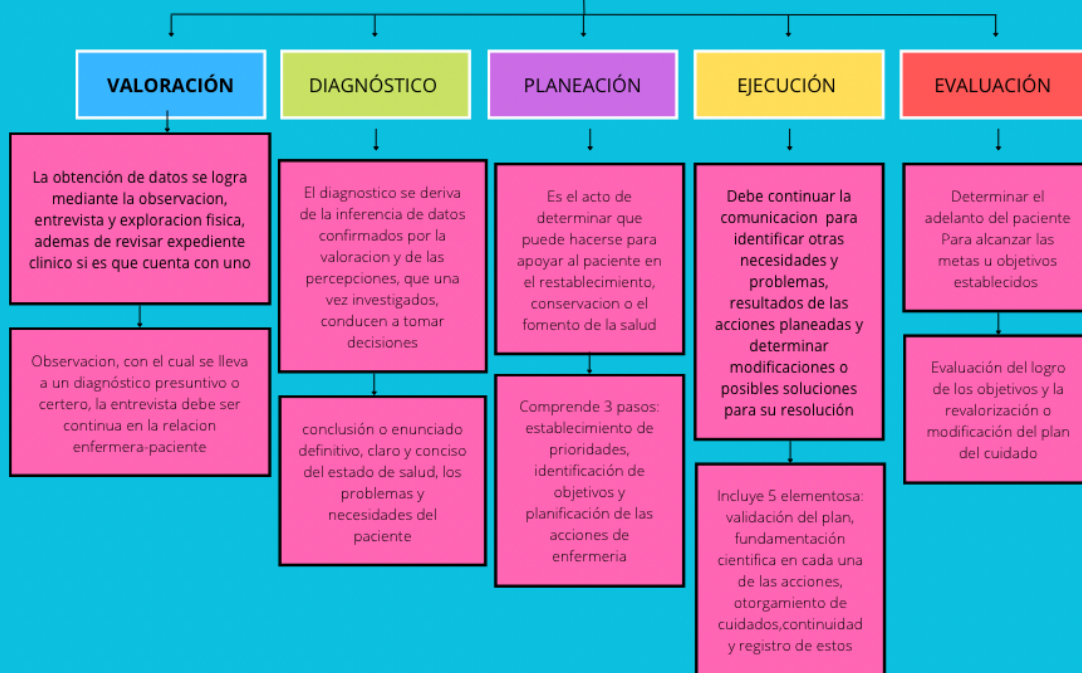 VALORACIÓN
La obtención de datos se logra
mediante la observacion,
entrevista y exploracion fisica,
ademas de revisar expediente
clinico si es que cuenta con uno
Observacion, con el cual se lleva
a un diagnóstico presuntivo o
certero, la entrevista debe ser
continua en la relacion
enfermera-paciente
DIAGNÓSTICO
El diagnostico se deriva
de la inferencia de datos
confirmados por la
valoracion y de las
percepciones, que una
vez investigados,
conducen a tomar
decisiones
conclusión o enunciado
definitivo, claro y conciso
del estado de salud, los
problemas y
necesidades del
paciente
PLANEACIÓN
Es el acto de
determinar que
puede hacerse para
apoyar al paciente en
el restablecimiento,
conservacion o el
fomento de la salud
Comprende 3 pasos:
establecimiento de
prioridades,
identificación de
objetivos y
planificación de las
acciones de
enfermeria
EJECUCIÓN
Debe continuar la
comunicacion para
identificar otras
necesidades y
problemas,
resultados de las
acciones planeadas y
determinar
modificaciones o
posibles soluciones
para su resolución
Incluye 5 elementosa:
validación del plan,
fundamentación
cientifica en cada una
de las acciones,
otorgamiento de
cuidados,continuidad
y registro de estos
EVALUACIÓN
Determinar el
adelanto del paciente
Para alcanzar las
metas u objetivos
establecidos
Evaluación del logro
de los objetivos y la
revalorización o
modificación del plan
del cuidado